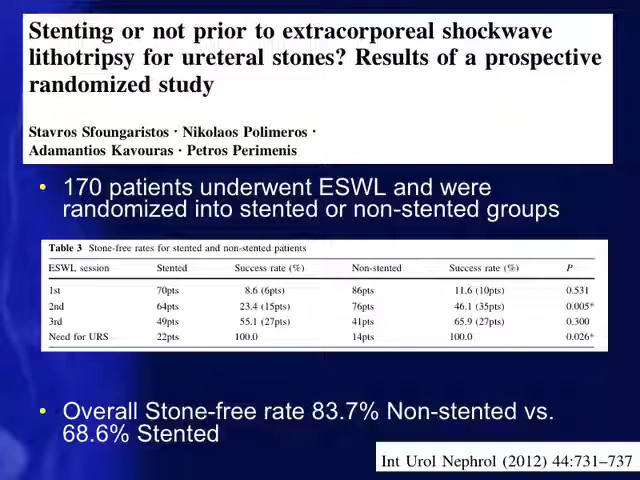 Stenting or not prior to extracorporeal shockwave
lithotripsy for ureteral stones? Results of a prospective
randomized study
Stavros Sfoungaristos · Nikolaos Polimeros ·
Adamantios Kavouras · Petros Perimenis
• 170 patients underwent ESWL and were
randomized into stented or non-stented groups
Table 3 Stone-free rates for stented and non-stented patients
ESWL session Stented Success rate (%) Non-stented Success rate (%) P
1st 70pts 8.6 (6pts) 86pts 11.6 (10pts) 0.531
2nd 64pts 23.4 (15pts) 76pts 46.1 (35pts) 0.005*
3rd 49pts 55.1 (27pts) 41pts 65.9 (27pts) 0.300
Need for URS 22pts 100.0 14pts 100.0 0.026*
• Overall Stone-free rate 83.7% Non-stented vs.
68.6% Stented
Int Urol Nephrol (2012) 44:731–737